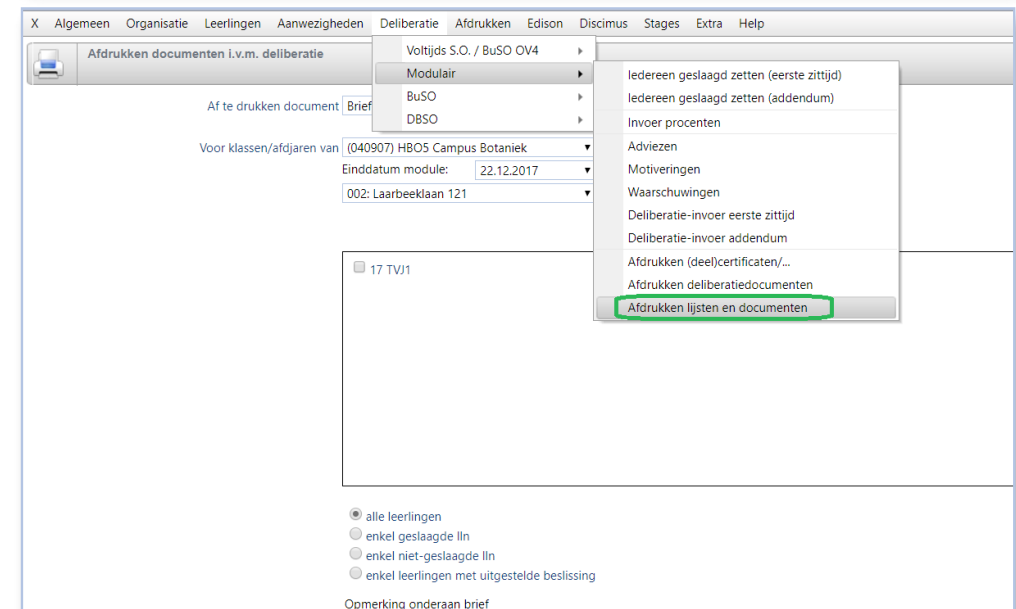 X Algemeen Organisatie Leerlingen Aanwezigheden Deliberatie Afdrukken Edison Discimus Stages Extra Help
Afdrukken documenten i.v.m. deliberatie
Voltijds S.O. / BuSO OV4
Modulair
BuSO
DBSO
Iedereen geslaagd zetten (eerste zittijd)
Iedereen geslaagd zetten (addendum)
Invoer procenten
Adviezen
Motiveringen
Waarschuwingen
Deliberatie-invoer eerste zittijd
Deliberatie-invoer addendum
Afdrukken (deel)certificaten/...
Afdrukken deliberatiedocumenten
Afdrukken lijsten en documenten
Af te drukken document Brief
Voor klassen/afdjaren van (040907) HBO5 Campus Botaniek
Einddatum module: 22.12.2017
002: Laarbeeklaan 121
17 TVJ1
alle leerlingen
enkel geslaagde lln
enkel niet-geslaagde lln
enkel leerlingen met uitgestelde beslissing
Opmerking onderaan brief